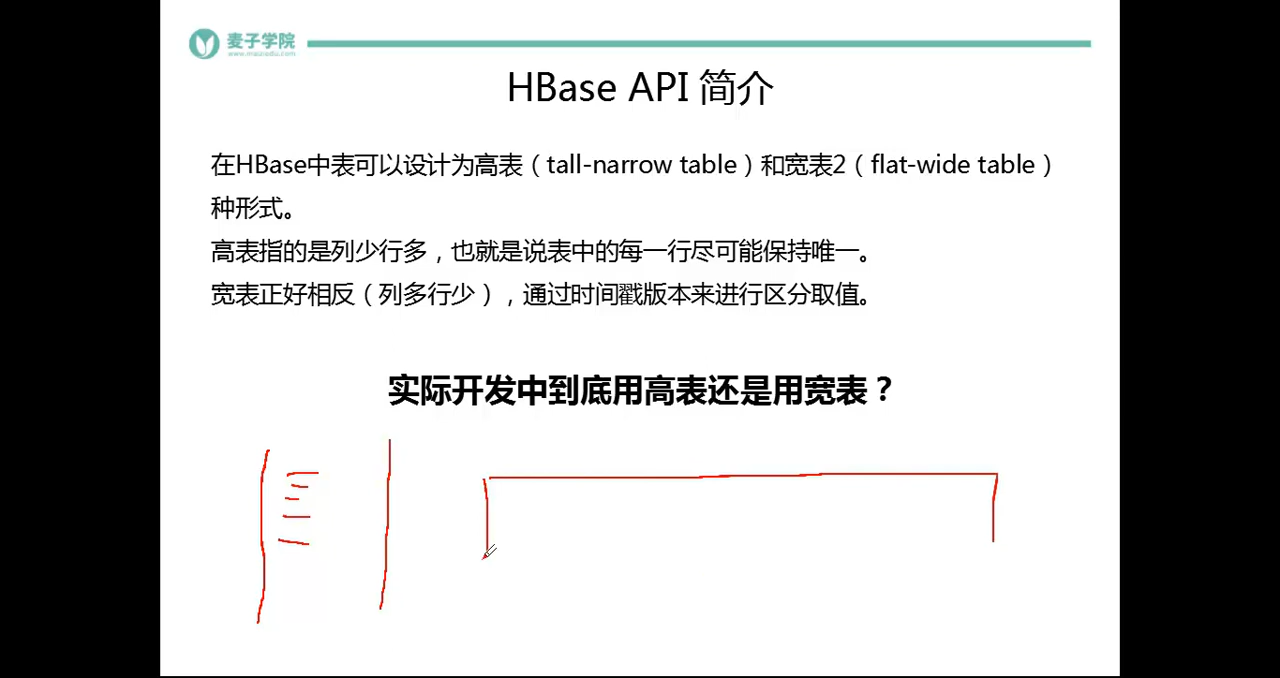 麦子学院
HBase API 简介
在HBase中表可以设计为高表（tall-narrow table）和宽表2（flat-wide table）
种形式。
高表指的是列少行多，也就是说表中的每一行尽可能保持唯一。
宽表正好相反（列多行少），通过时间戳版本来进行区分取值。
实际开发中到底用高表还是用宽表？